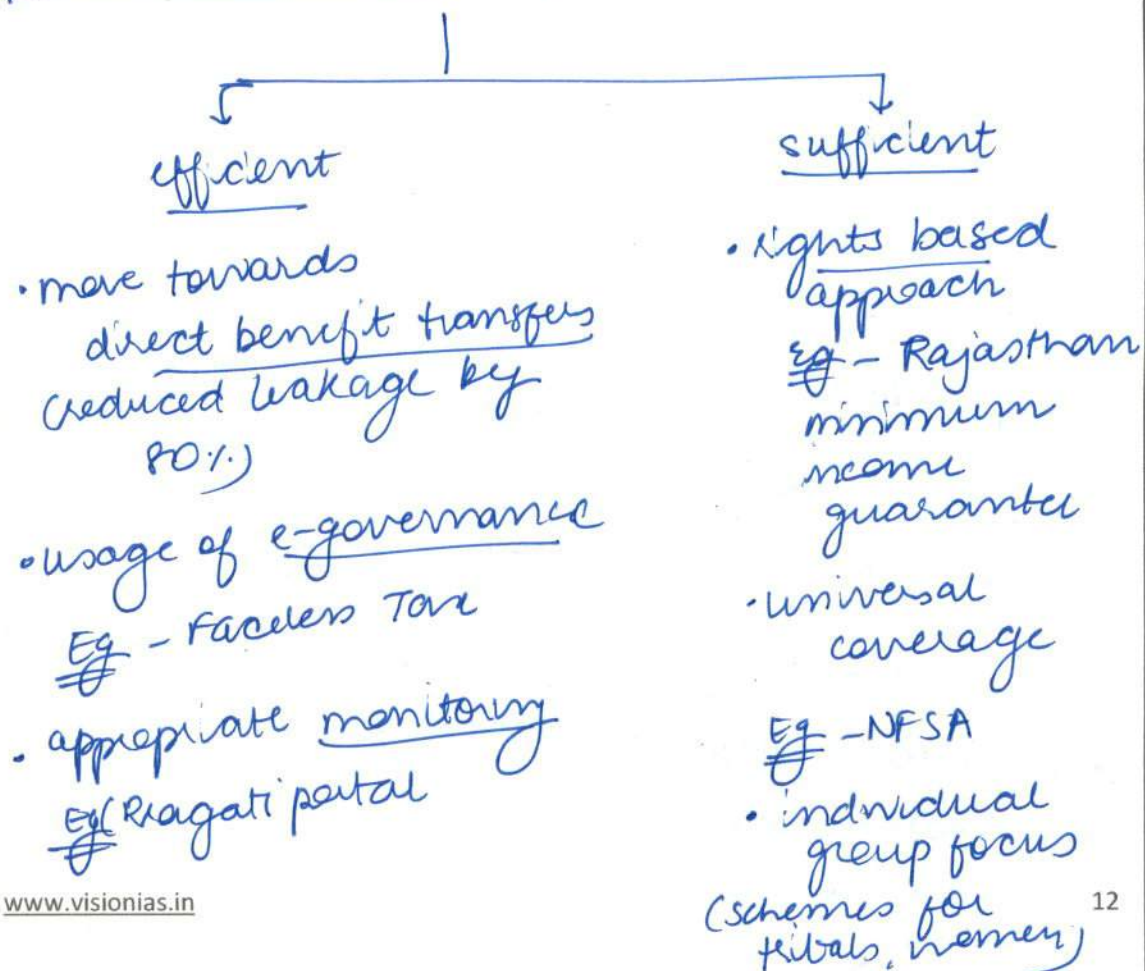 efficient
• move towards
direct benefit transfers
(reduced leakage by
80%)
• usage of e-governance
Eg - Faceless Tax
• appropriate monitoring
Eg (Pragati portal
sufficient
• rights based
approach
Eg - Rajasthan
minimum
income
guarantee
• universal
coverage
Eg - NFSA
• individual
group focus
(schemes for
tribals, women)
www.visionias.in
12